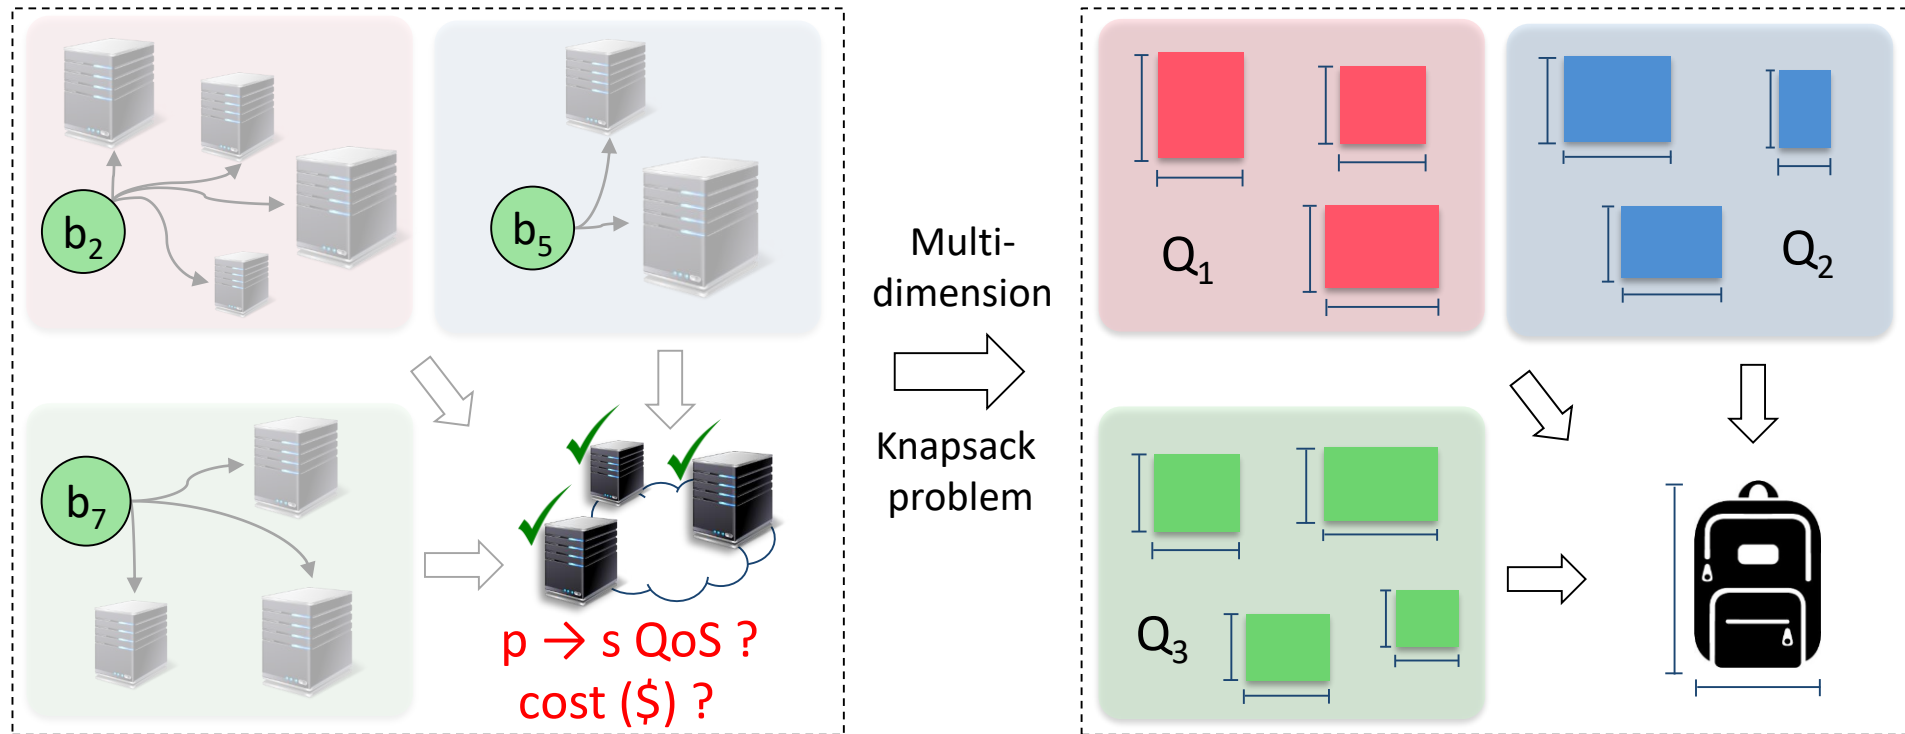 b₂
b₅
b₇
p → s QoS ?
cost ($) ?
Multi-
dimension
Knapsack
problem
Q₁
Q₂
Q₃